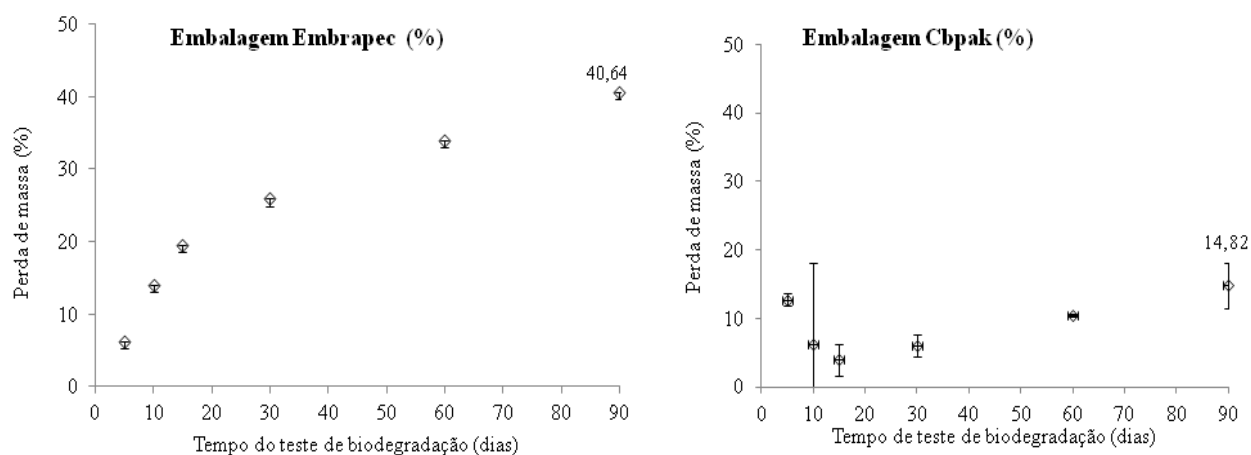 Embalagem Embrapec (%)
50
40
30
20
10
0
40,64
Perda de massa (%)
0 10 20 30 40 50 60 70 80 90
Tempo do teste de biodegradação (dias)
Embalagem Cbpak (%)
50
40
30
20
10
0
14,82
Perda de massa (%)
0 10 20 30 40 50 60 70 80 90
Tempo de teste de biodegradação (dias)